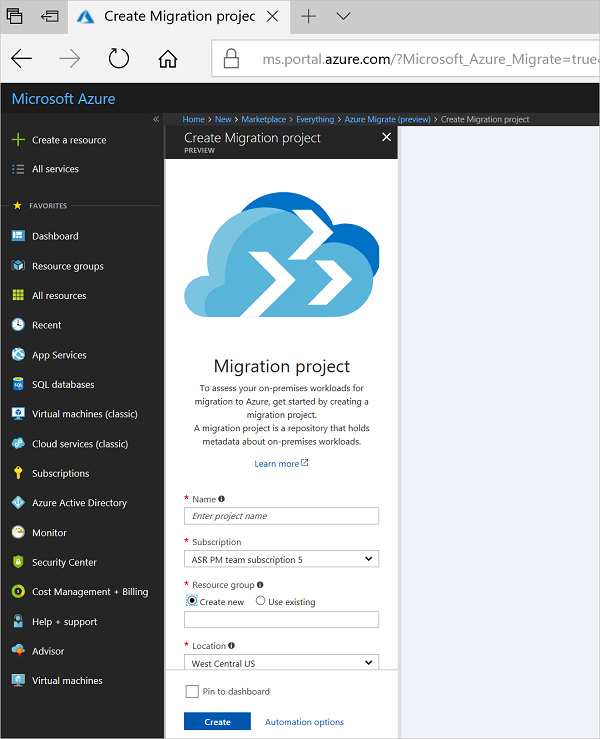 Create Migration projec
ms.portal.azure.com/?Microsoft_Azure_Migrate=true
Microsoft Azure
Home > New > Marketplace > Everything > Azure Migrate (preview) > Create Migration project
Create a resource
All services
FAVORITES
Dashboard
Resource groups
All resources
Recent
App Services
SQL databases
Virtual machines (classic)
Cloud services (classic)
Subscriptions
Azure Active Directory
Monitor
Security Center
Cost Management + Billing
Help + support
Advisor
Virtual machines
Create Migration project
PREVIEW
Migration project
To assess your on-premises workloads for
migration to Azure, get started by creating a
migration project.
A migration project is a repository that holds
metadata about on-premises workloads.
Learn more
* Name
Enter project name
* Subscription
ASR PM team subscription 5
* Resource group
Create new Use existing
* Location
West Central US
Pin to dashboard
Create Automation options